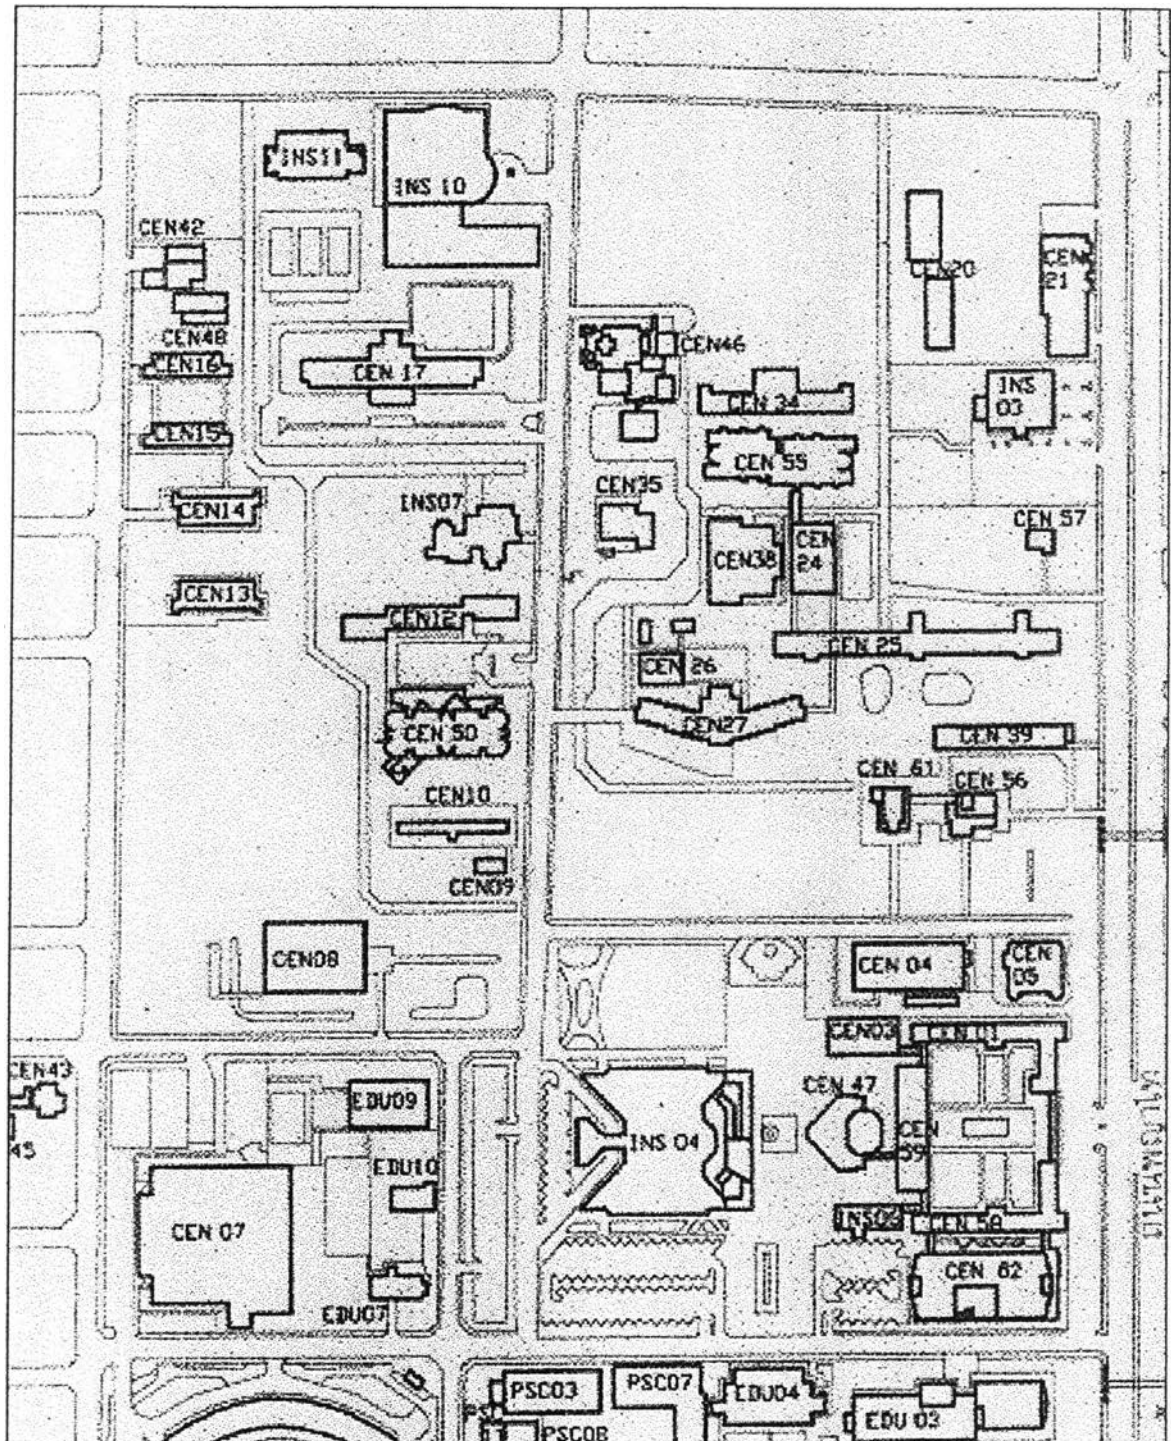 INS11
INS 10
CEN42
CEN20
CEN
21
CEN48
CEN16
CEN 17
CEN46
INS
03
CEN 34
CEN15
CEN 55
CEN35
CEN14
INS07
CEN 57
CEN38
CEN
24
CEN13
CEN12
CEN 25
CEN 26
CEN27
CEN 50
CEN 39
CEN 61
CEN 56
CEN10
CEN09
CEN08
CEN 04
CEN
05
CEN03
CEN 01
CEN43
CEN 47
EDU09
INS 04
CEN
59
45
EDU10
CEN 07
CEN 58
CEN 62
EDU07
PSC03
PSC07
EDU04
EDU 03
PSC08